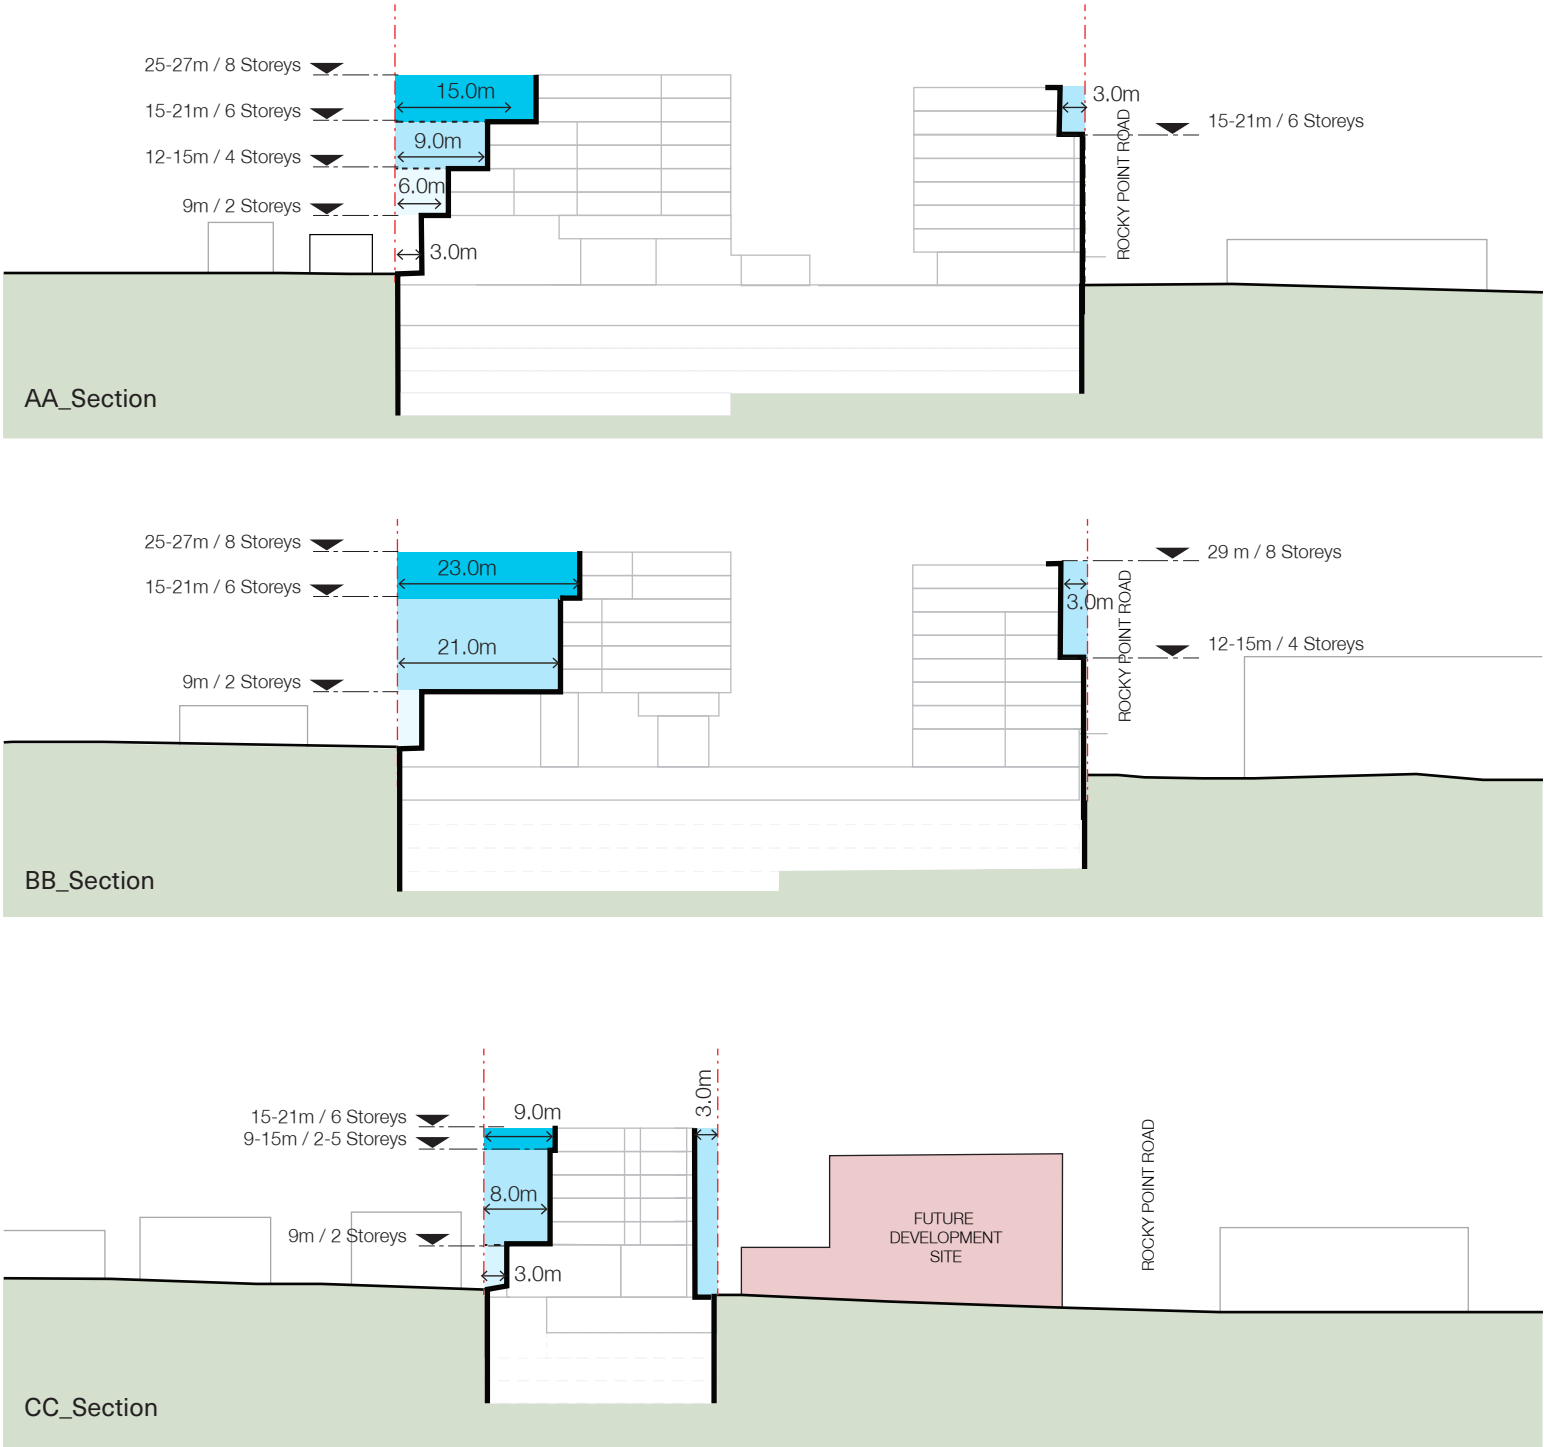 25-27m / 8 Storeys
15.0m
3.0m
15-21m / 6 Storeys
15-21m / 6 Storeys
9.0m
12-15m / 4 Storeys
6.0m
9m / 2 Storeys
3.0m
ROCKY POINT ROAD
AA_Section
25-27m / 8 Storeys
29 m / 8 Storeys
23.0m
15-21m / 6 Storeys
3.0m
21.0m
12-15m / 4 Storeys
9m / 2 Storeys
ROCKY POINT ROAD
BB_Section
3.0m
15-21m / 6 Storeys
9.0m
9-15m / 2-5 Storeys
8.0m
9m / 2 Storeys
3.0m
FUTURE
DEVELOPMENT
SITE
ROCKY POINT ROAD
CC_Section